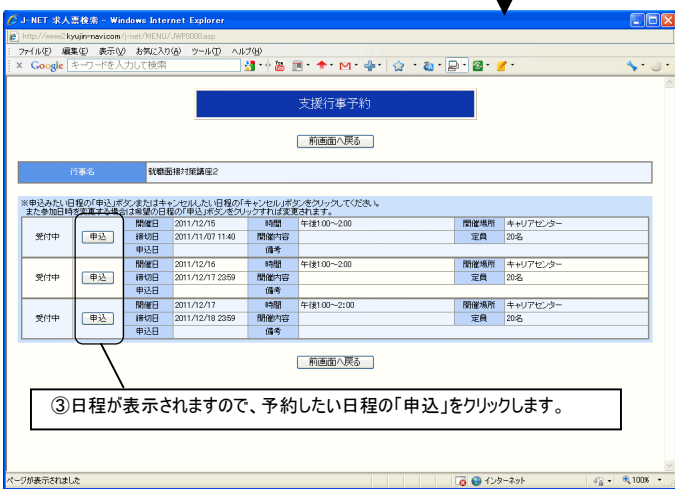 J-NET 求人票検索 - Windows Internet Explorer
http://www2.kyujin-navi.com/j-net/MENU/JWP0000.asp
ファイル(F) 編集(E) 表示(V) お気に入り(A) ツール(T) ヘルプ(H)
× Google キーワードを入力して検索
支援行事予約
前画面へ戻る
行事名 就職面接対策講座2
※申込みたい日程の「申込」ボタンまたはキャンセルしたい日程の「キャンセル」ボタンをクリックしてください。
また参加日時を変更する場合は希望の日程の「申込」ボタンをクリックすれば変更されます。
受付中 申込 開催日 2011/12/15 時間 午後1:00～2:00 開催場所 キャリアセンター
締切日 2011/11/07 11:40 開催内容 定員 20名
申込日 備考
受付中 申込 開催日 2011/12/16 時間 午後1:00～2:00 開催場所 キャリアセンター
締切日 2011/12/17 23:59 開催内容 定員 20名
申込日 備考
受付中 申込 開催日 2011/12/17 時間 午後1:00～2:00 開催場所 キャリアセンター
締切日 2011/12/18 23:59 開催内容 定員 20名
申込日 備考
前画面へ戻る
③日程が表示されますので、予約したい日程の「申込」をクリックします。
ページが表示されました インターネット 100%